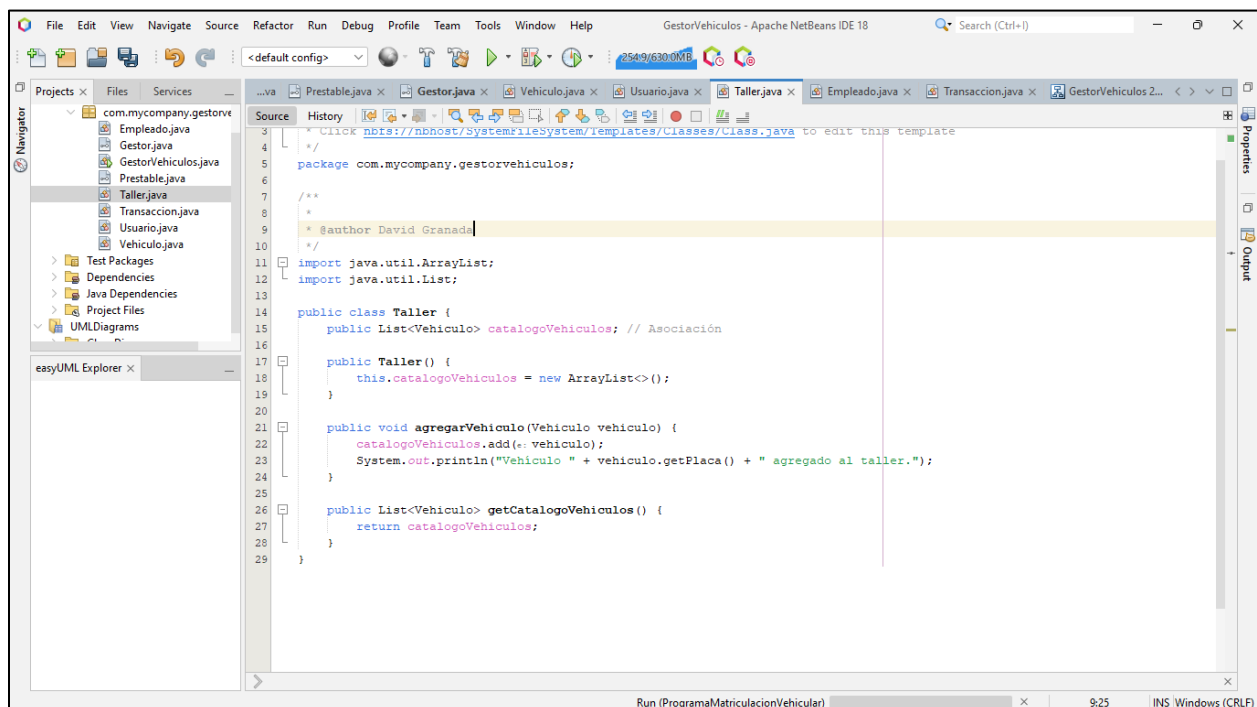 File Edit View Navigate Source Refactor Run Debug Profile Team Tools Window Help GestorVehiculos - Apache NetBeans IDE 18 Search (Ctrl+I)
<default config> 254.9/630.0MB
Projects Files Services
...va Prestable.java Gestor.java Vehiculo.java Usuario.java Taller.java Empleado.java Transaccion.java GestorVehiculos 2...
Navigator
com.mycompany.gestorve
Empleado.java
Gestor.java
GestorVehiculos.java
Prestable.java
Taller.java
Transaccion.java
Usuario.java
Vehiculo.java
Test Packages
Dependencies
Java Dependencies
Project Files
UMLDiagrams
easyUML Explorer
Source History
3 * Click nbfs://nbhost/SystemFileSystem/Templates/Classes/Class.java to edit this template
4 */
5 package com.mycompany.gestorvehiculos;
6
7 /**
8 *
9 * @author David Granada
10 */
11 import java.util.ArrayList;
12 import java.util.List;
13
14 public class Taller {
15 public List<Vehiculo> catalogoVehiculos; // Asociación
16
17 public Taller() {
18 this.catalogoVehiculos = new ArrayList<>();
19 }
20
21 public void agregarVehiculo(Vehiculo vehiculo) {
22 catalogoVehiculos.add(e: vehiculo);
23 System.out.println("Vehículo " + vehiculo.getPlaca() + " agregado al taller.");
24 }
25
26 public List<Vehiculo> getCatalogoVehiculos() {
27 return catalogoVehiculos;
28 }
29 }
Properties
Output
Run (ProgramaMatriculacionVehicular) 9:25 INS Windows (CRLF)